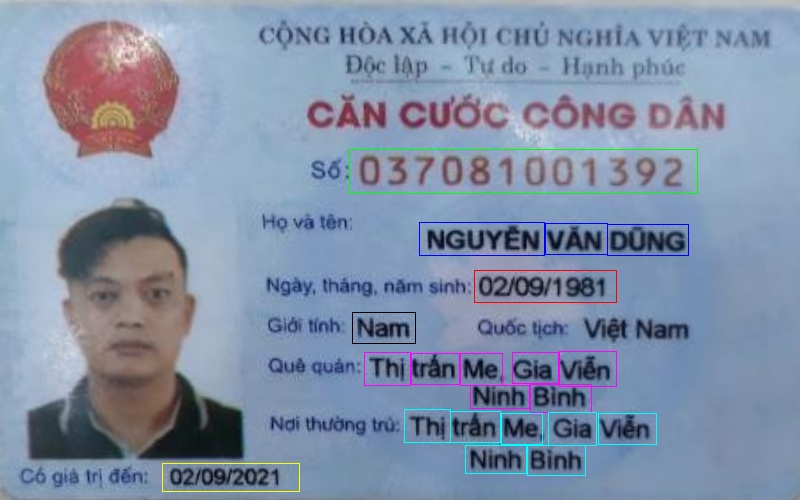 CỘNG HÒA XÃ HỘI CHỦ NGHĨA VIỆT NAM
Độc lập - Tự do - Hạnh phúc
CĂN CƯỚC CÔNG DÂN
Số: 037081001392
Họ và tên:
NGUYỄN VĂN DŨNG
Ngày, tháng, năm sinh: 02/09/1981
Giới tính: Nam Quốc tịch: Việt Nam
Quê quán: Thị trấn Me, Gia Viễn
Ninh Bình
Nơi thường trú: Thị trấn Me, Gia Viễn
Ninh Bình
Có giá trị đến: 02/09/2021